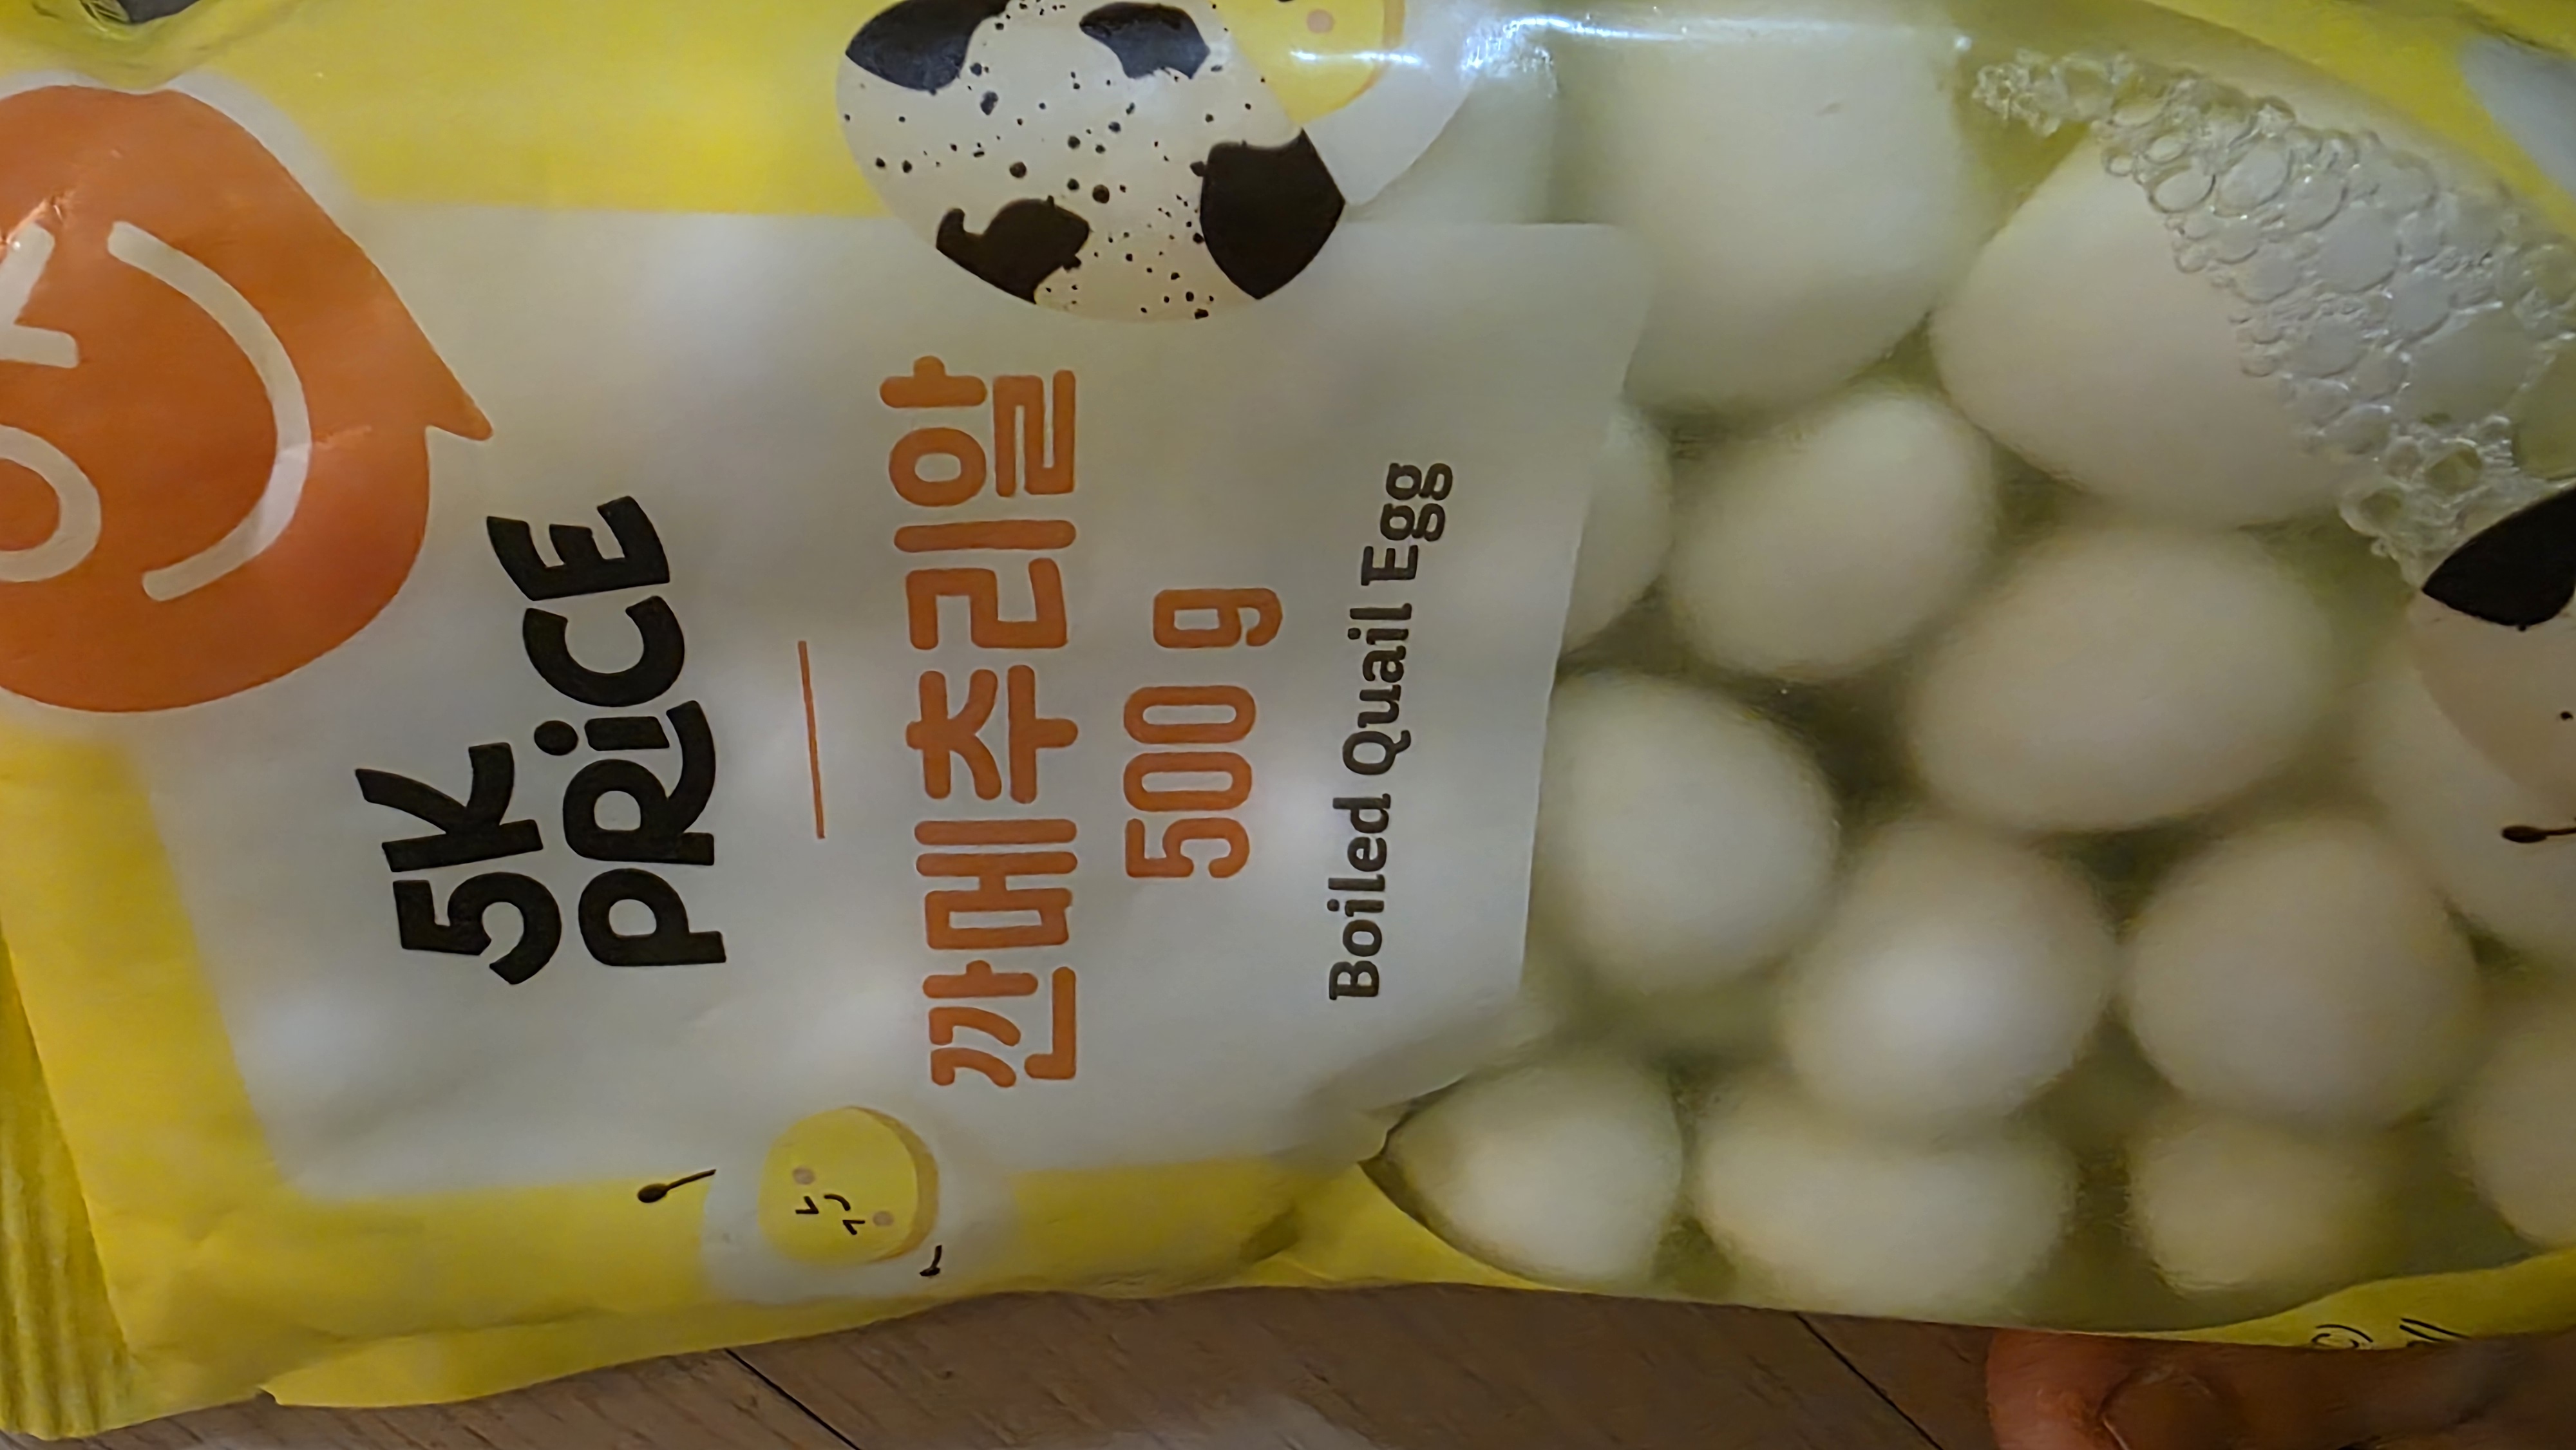 5K
PRiCE
깐메추리알
500 g
Boiled Quail Egg